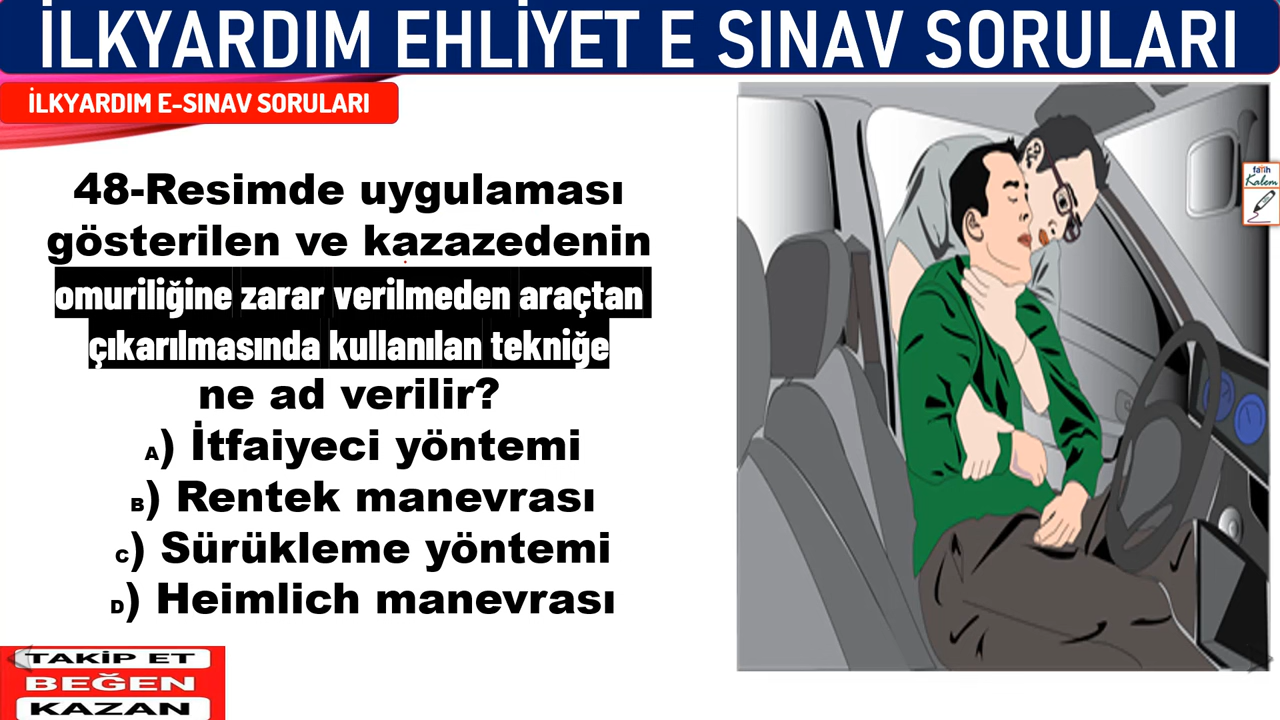 İLKYARDIM EHLİYET E SINAV SORULARI
İLKYARDIM E-SINAV SORULARI
48-Resimde uygulaması
gösterilen ve kazazedenin
omuriliğine zarar verilmeden araçtan
çıkarılmasında kullanılan tekniğe
ne ad verilir?
A) İtfaiyeci yöntemi
B) Rentek manevrası
C) Sürükleme yöntemi
D) Heimlich manevrası
fatih
Kalem
TAKİP ET
BEĞEN
KAZAN